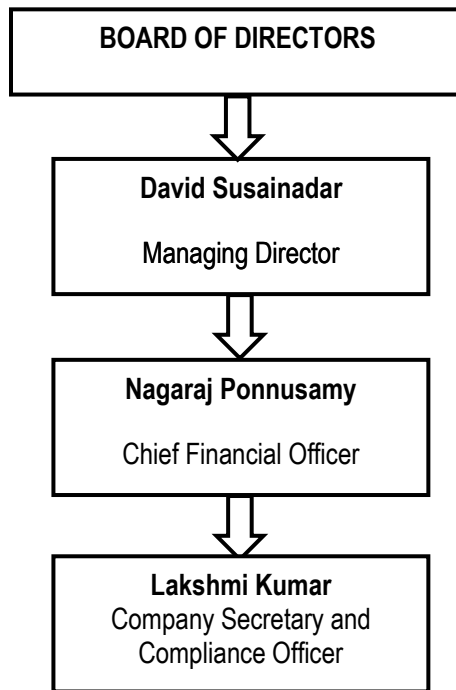 BOARD OF DIRECTORS
David Susainadar
Managing Director
Nagaraj Ponnusamy
Chief Financial Officer
Lakshmi Kumar
Company Secretary and
Compliance Officer